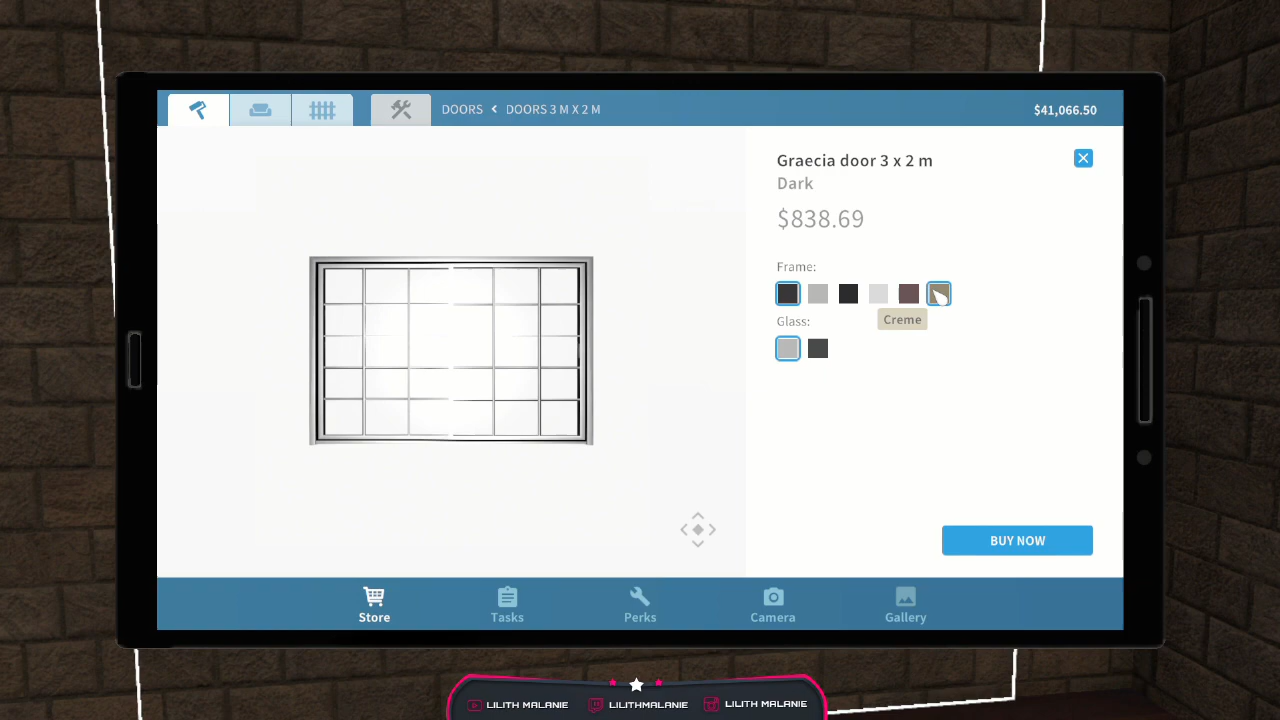 DOORS < DOORS 3 M X 2 M
$41,066.50
Graecia door 3 x 2 m
Dark
$838.69
Frame:
Creme
Glass:
BUY NOW
Store
Tasks
Perks
Camera
Gallery
LILITH MALANIE
LILITHMALANIE
LILITH MALANIE